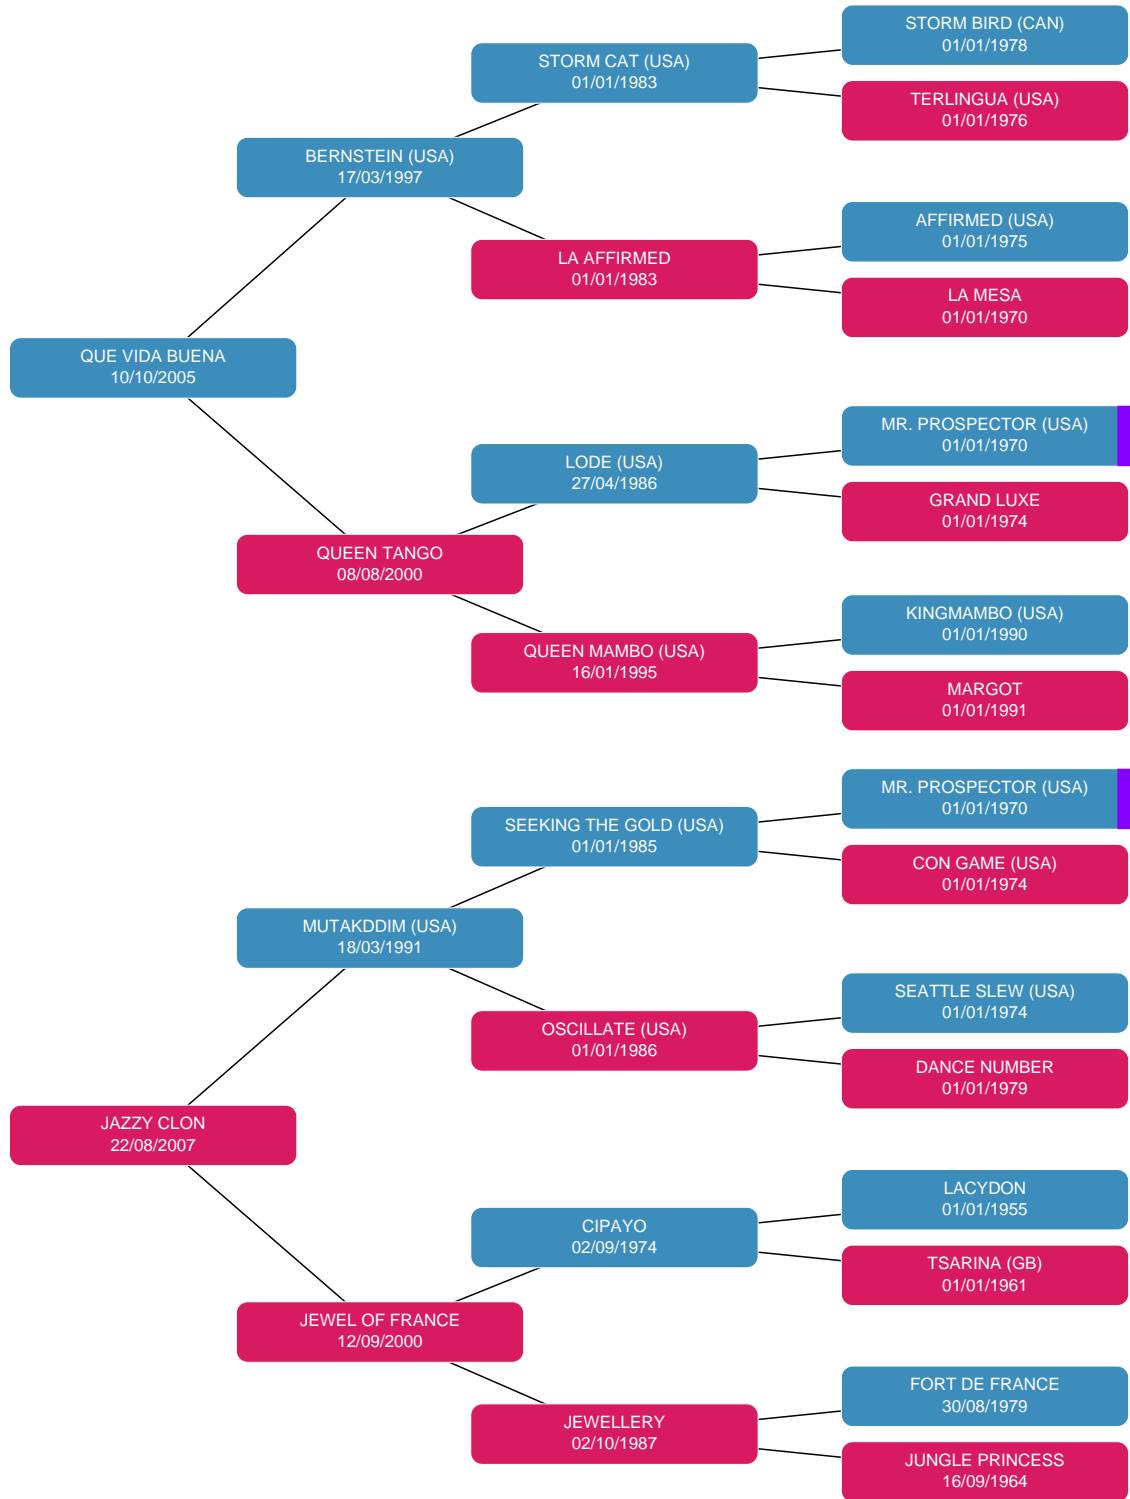 STORM BIRD (CAN)
01/01/1978
STORM CAT (USA)
01/01/1983
TERLINGUA (USA)
01/01/1976
BERNSTEIN (USA)
17/03/1997
AFFIRMED (USA)
01/01/1975
LA AFFIRMED
01/01/1983
LA MESA
01/01/1970
QUE VIDA BUENA
10/10/2005
MR. PROSPECTOR (USA)
01/01/1970
LODE (USA)
27/04/1986
GRAND LUXE
01/01/1974
QUEEN TANGO
08/08/2000
KINGMAMBO (USA)
01/01/1990
QUEEN MAMBO (USA)
16/01/1995
MARGOT
01/01/1991
MR. PROSPECTOR (USA)
01/01/1970
SEEKING THE GOLD (USA)
01/01/1985
CON GAME (USA)
01/01/1974
MUTAKDDIM (USA)
18/03/1991
SEATTLE SLEW (USA)
01/01/1974
OSCILLATE (USA)
01/01/1986
DANCE NUMBER
01/01/1979
JAZZY CLON
22/08/2007
LACYDON
01/01/1955
CIPAYO
02/09/1974
TSARINA (GB)
01/01/1961
JEWEL OF FRANCE
12/09/2000
FORT DE FRANCE
30/08/1979
JEWELLERY
02/10/1987
JUNGLE PRINCESS
16/09/1964